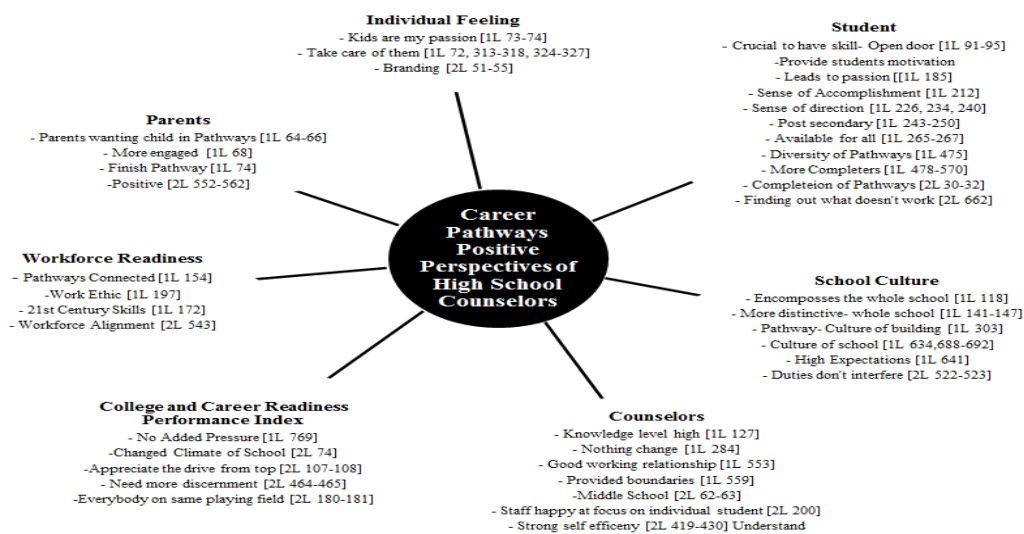 Individual Feeling
- Kids are my passion [1L 73-74]
- Take care of them [1L 72, 313-318, 324-327]
- Branding [2L 51-55]
Student
- Crucial to have skill- Open door [1L 91-95]
-Provide students motivation
- Leads to passion [[1L 185]
- Sense of Accomplishment [1L 212]
- Sense of direction [1L 226, 234, 240]
- Post secondary [1L 243-250]
- Available for all [1L 265-267]
- Diversity of Pathways [1L 475]
- More Completers [1L 478-570]
- Completeion of Pathways [2L 30-32]
- Finding out what doesn't work [2L 662]
Parents
- Parents wanting child in Pathways [1L 64-66]
- More engaged [1L 68]
- Finish Pathway [1L 74]
-Positive [2L 552-562]
Career
Pathways
Positive
Perspectives of
High School
Counselors
Workforce Readiness
- Pathways Connected [1L 154]
-Work Ethic [1L 197]
- 21st Century Skills [1L 172]
- Workforce Alignment [2L 543]
School Culture
- Encomposses the whole school [1L 118]
- More distinctive- whole school [1L 141-147]
- Pathway- Culture of building [1L 303]
- Culture of school [1L 634,688-692]
- High Expectations [1L 641]
- Duties don't interfere [2L 522-523]
College and Career Readiness
Performance Index
- No Added Pressure [1L 769]
-Changed Climate of School [2L 74]
-Appreciate the drive from top [2L 107-108]
- Need more discernment [2L 464-465]
-Everybody on same playing field [2L 180-181]
Counselors
- Knowledge level high [1L 127]
- Nothing change [1L 284]
- Good working relationship [1L 553]
- Provided boundaries [1L 559]
-Middle School [2L 62-63]
- Staff happy at focus on individual student [2L 200]
- Strong self efficeny [2L 419-430] Understand